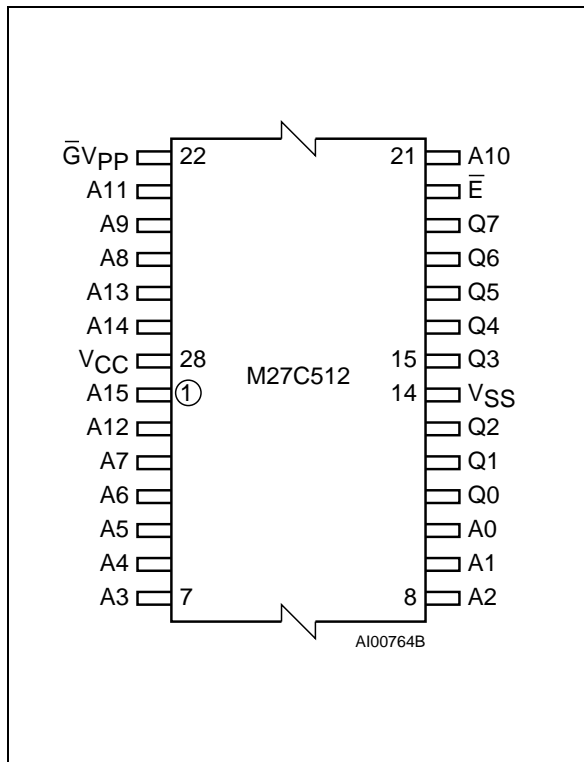 G̅VPP 22 21 A10
A11 E̅
A9 Q7
A8 Q6
A13 Q5
A14 Q4
VCC 28 15 Q3
M27C512
A15 1 14 VSS
A12 Q2
A7 Q1
A6 Q0
A5 A0
A4 A1
A3 7 8 A2
AI00764B